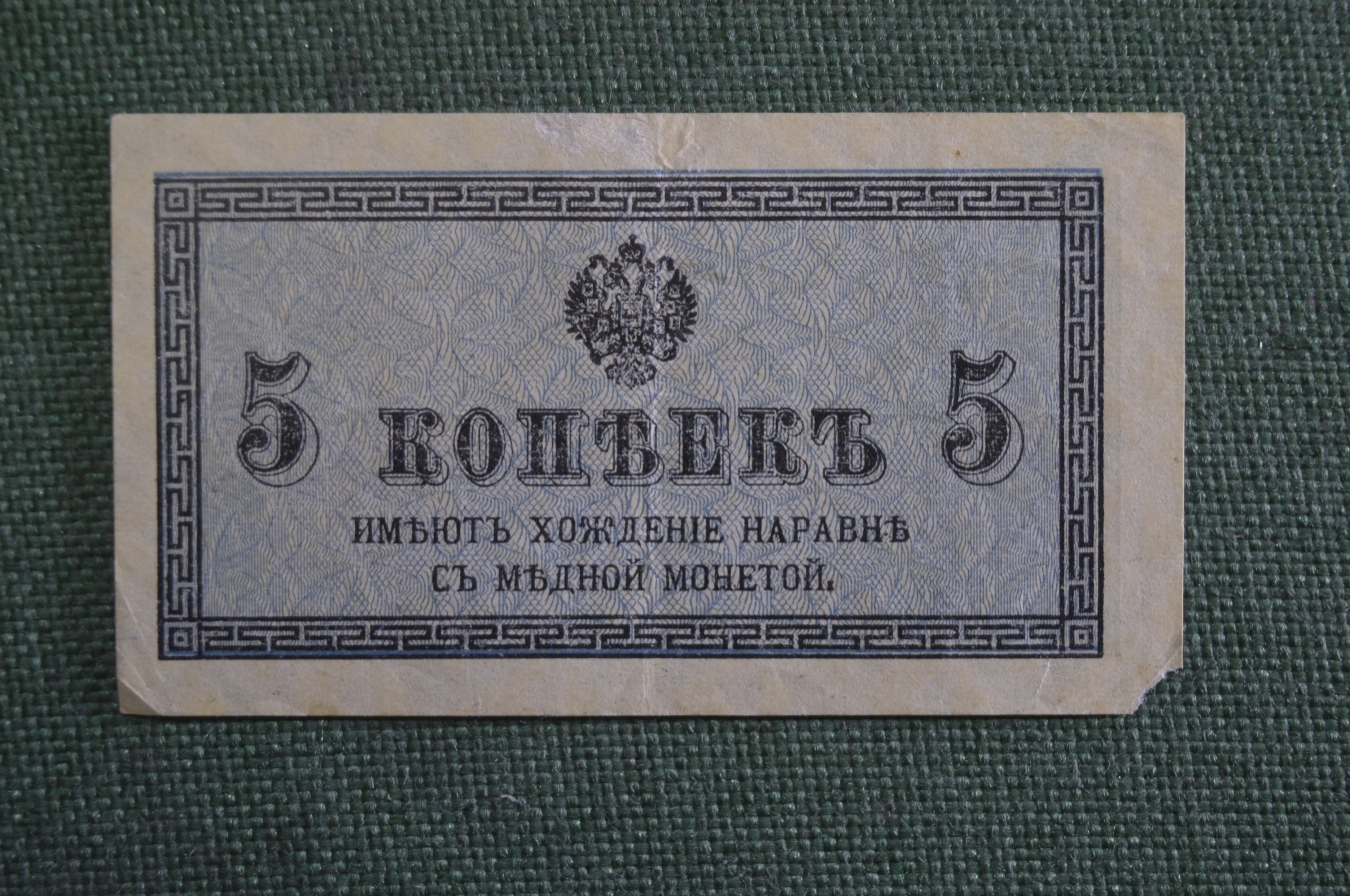 5 КОПѢЕКЪ 5
ИМѢЮТЪ ХОЖДЕНІЕ НАРАВНѢ
СЪ МѢДНОЙ МОНЕТОЙ.